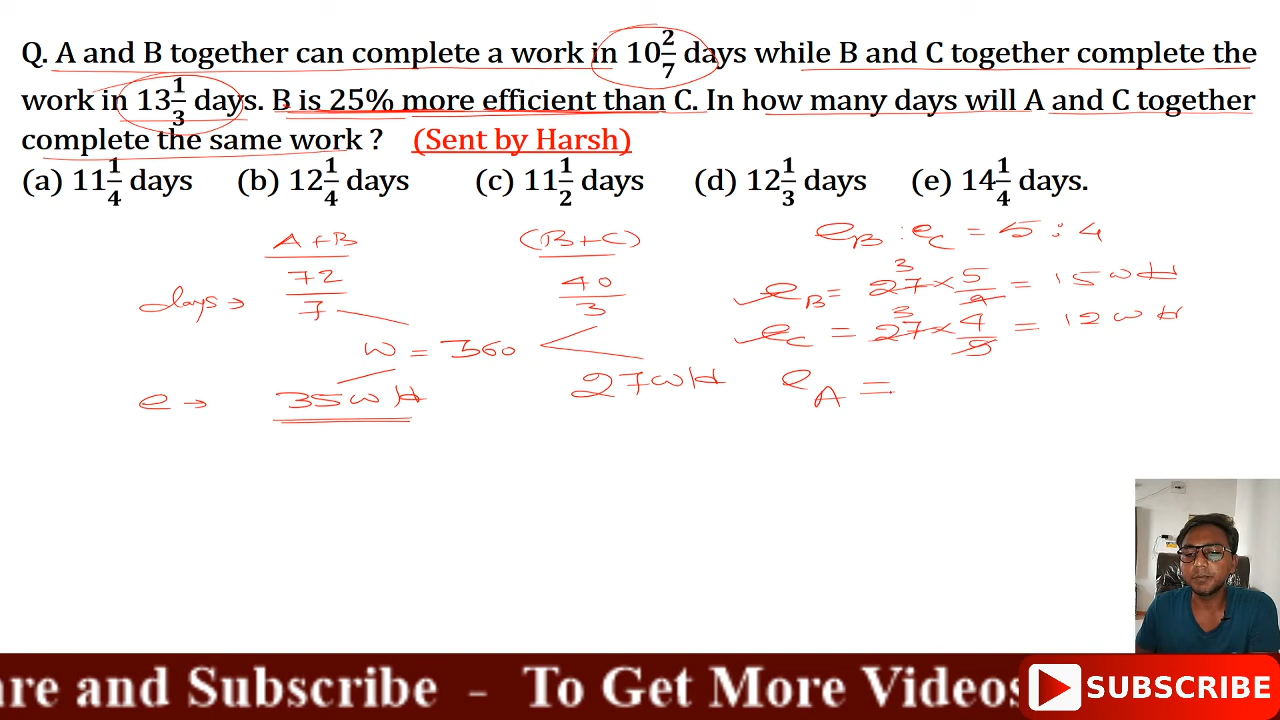 Q. A and B together can complete a work in 10 2/7 days while B and C together complete the
work in 13 1/3 days. B is 25% more efficient than C. In how many days will A and C together
complete the same work ? (Sent by Harsh)
(a) 11 1/4 days (b) 12 1/4 days (c) 11 1/2 days (d) 12 1/3 days (e) 14 1/4 days.
A+B (B+C) eB : eC = 5 : 4
days → 72/7 40/3 eB = 27 3 × 5/9 = 15 w
w = 360 eC = 27 3 × 4/9 = 12 w
e → 35 w 27 w eA =
are and Subscribe - To Get More Videos SUBSCRIBE